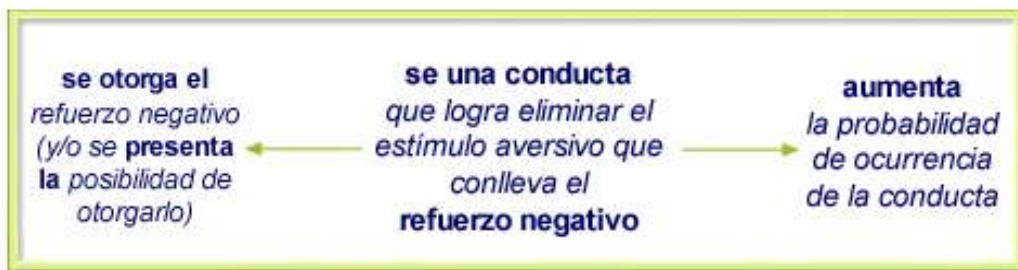 se otorga el
refuerzo negativo
(y/o se presenta
la posibilidad de
otorgarlo)
se una conducta
que logra eliminar el
estímulo aversivo que
conlleva el
refuerzo negativo
aumenta
la probabilidad
de ocurrencia
de la conducta